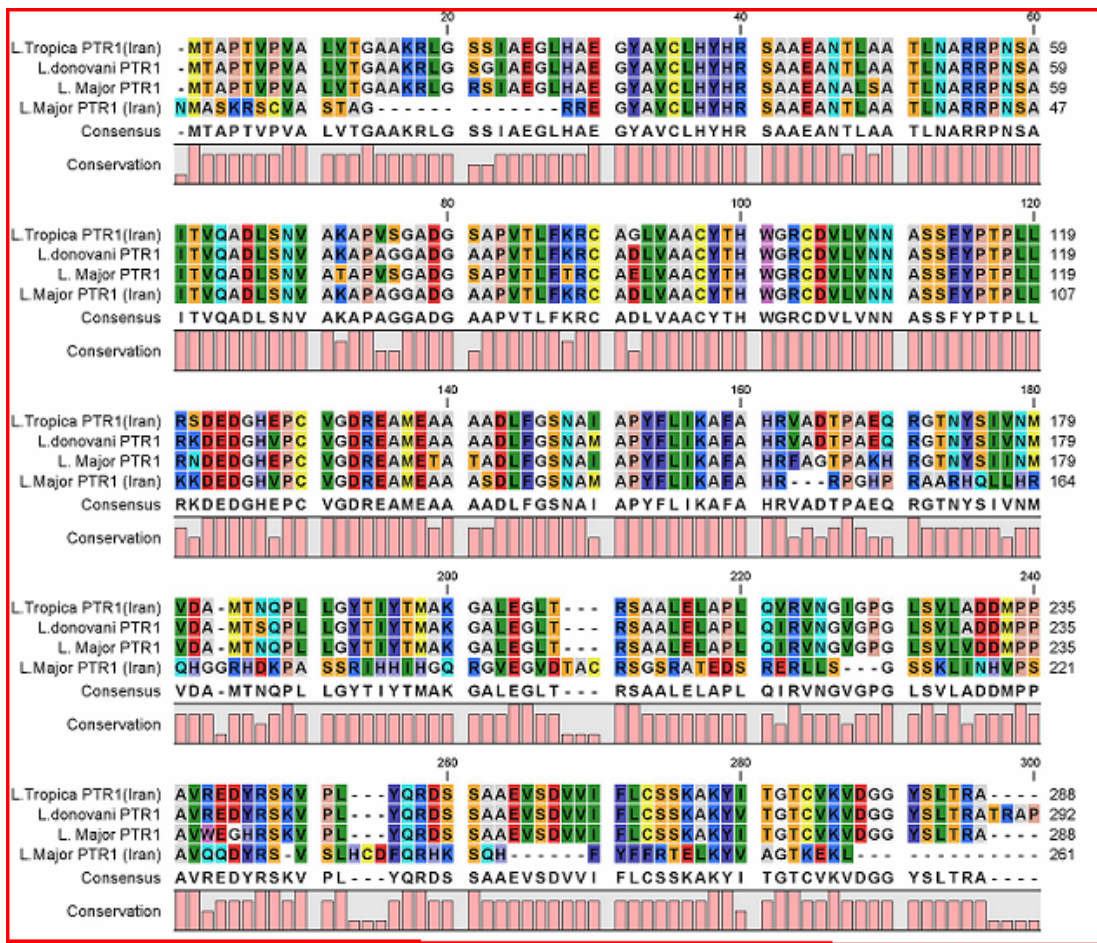 20 40 60
L.Tropica PTR1(Iran) -MTAPTVPVA LVTGAAKRLG SSIAEGLHAE GYAVCLHYHR SAAEANTLAA TLNARRPNSA 59
L.donovani PTR1 -MTAPTVPVA LVTGAAKRLG SGIAEGLHAE GYAVCLHYHR SAAEANTLAA TLNARRPNSA 59
L. Major PTR1 -MTAPTVPVA LVTGAAKRLG RSIAEGLHAE GYAVCLHYHR SAAEANALSA TLNARRPNSA 59
L.Major PTR1 (Iran) NMASKRSCVA STAG------ -------RRE GYAVCLHYHR SAAEANTLAA TLNARRPNSA 47
Consensus -MTAPTVPVA LVTGAAKRLG SSIAEGLHAE GYAVCLHYHR SAAEANTLAA TLNARRPNSA
Conservation
80 100 120
L.Tropica PTR1(Iran) ITVQADLSNV AKAPVSGADG SAPVTLFKRC AGLVAACYTH WGRCDVLVNN ASSFYPTPLL 119
L.donovani PTR1 ITVQADLSNV AKAPAGGADG AAPVTLFKRC ADLVAACYTH WGRCDVLVNN ASSFYPTPLL 119
L. Major PTR1 ITVQADLSNV ATAPVSGADG SAPVTLFTRC AELVAACYTH WGRCDVLVNN ASSFYPTPLL 119
L.Major PTR1 (Iran) ITVQADLSNV AKAPAGGADG AAPVTLFKRC ADLVAACYTH WGRCDVLVNN ASSFYPTPLL 107
Consensus ITVQADLSNV AKAPAGGADG AAPVTLFKRC ADLVAACYTH WGRCDVLVNN ASSFYPTPLL
Conservation
140 160 180
L.Tropica PTR1(Iran) RSDEDGHEPC VGDREAMEAA AADLFGSNAI APYFLIKAFA HRVADTPAEQ RGTNYSIVNM 179
L.donovani PTR1 RKDEDGHVPC VGDREAMEAA AADLFGSNAM APYFLIKAFA HRVADTPAEQ RGTNYSIVNM 179
L. Major PTR1 RNDEDGHEPC VGDREAMETA TADLFGSNAI APYFLIKAFA HRFAGTPAKH RGTNYSIINM 179
L.Major PTR1 (Iran) KKDEDGHVPC VGDREAMEAA ASDLFGSNAM APYFLIKAFA HR---RPGHP RAARHQLLHR 164
Consensus RKDEDGHEPC VGDREAMEAA AADLFGSNAI APYFLIKAFA HRVADTPAEQ RGTNYSIVNM
Conservation
200 220 240
L.Tropica PTR1(Iran) VDA-MTNQPL LGYTIYTMAK GALEGLT--- RSAALELAPL QVRVNGIGPG LSVLADDMPP 235
L.donovani PTR1 VDA-MTSQPL LGYTIYTMAK GALEGLT--- RSAALELAPL QIRVNGVGPG LSVLADDMPP 235
L. Major PTR1 VDA-MTNQPL LGYTIYTMAK GALEGLT--- RSAALELAPL QIRVNGVGPG LSVLVDDMPP 235
L.Major PTR1 (Iran) QHGGRHDKPA SSRIHHIHGQ RGVEGVDTAC RSGSRATEDS RERLLS---G SSKLINHVPS 221
Consensus VDA-MTNQPL LGYTIYTMAK GALEGLT--- RSAALELAPL QIRVNGVGPG LSVLADDMPP
Conservation
260 280 300
L.Tropica PTR1(Iran) AVREDYRSKV PL---YQRDS SAAEVSDVVI FLCSSKAKYI TGTCVKVDGG YSLTRA---- 288
L.donovani PTR1 AVREDYRSKV PL---YQRDS SAAEVSDVVI FLCSSKAKYI TGTCVKVDGG YSLTRATRAP 292
L. Major PTR1 AVWEGHRSKV PL---YQRDS SAAEVSDVVI FLCSSKAKYI TGTCVKVDGG YSLTRA---- 288
L.Major PTR1 (Iran) AVQQDYRS-V SLHCDFQRHK SQH------F YFFRTELKYV AGTKEKL--- ---------- 261
Consensus AVREDYRSKV PL---YQRDS SAAEVSDVVI FLCSSKAKYI TGTCVKVDGG YSLTRA----
Conservation